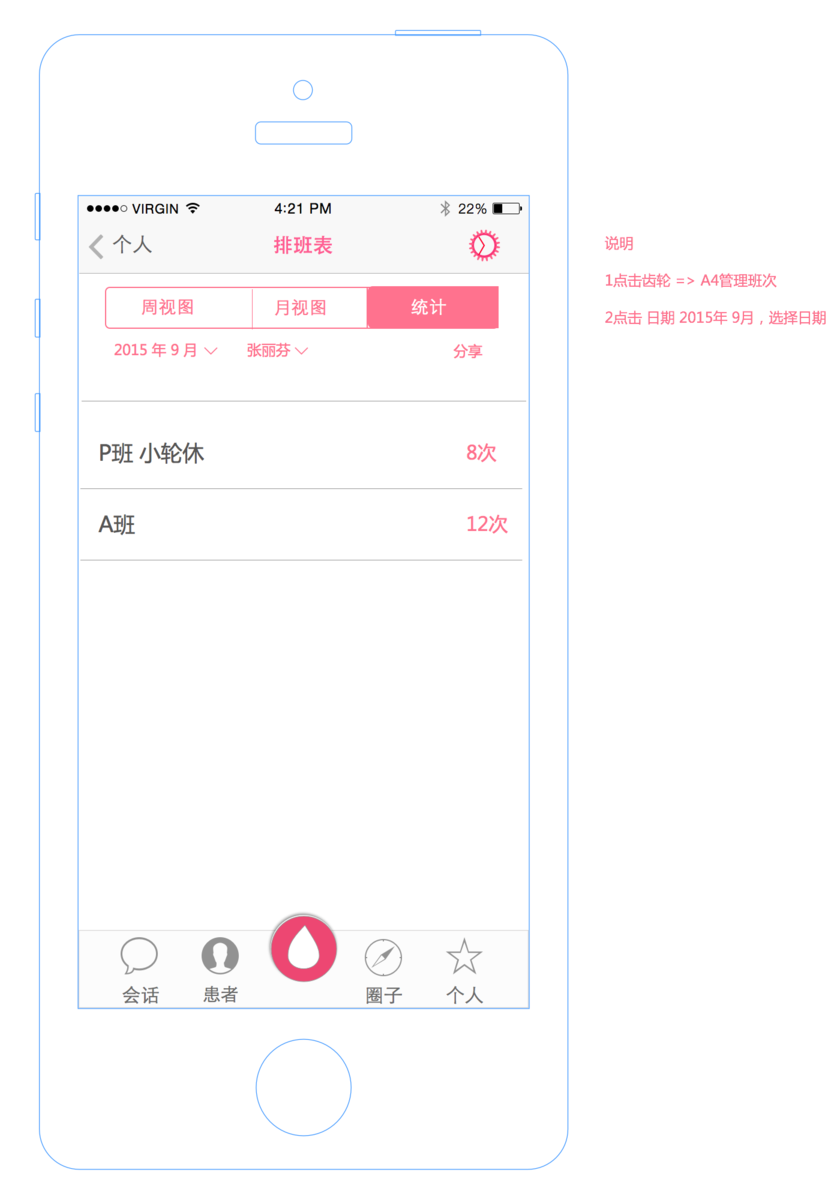 VIRGIN 4:21 PM 22%
个人 排班表
周视图 月视图 统计
2015 年 9 月 张丽芬 分享
P班 小轮休 8次
A班 12次
会话 患者 圈子 个人
说明
1点击齿轮 => A4管理班次
2点击 日期 2015年 9月，选择日期